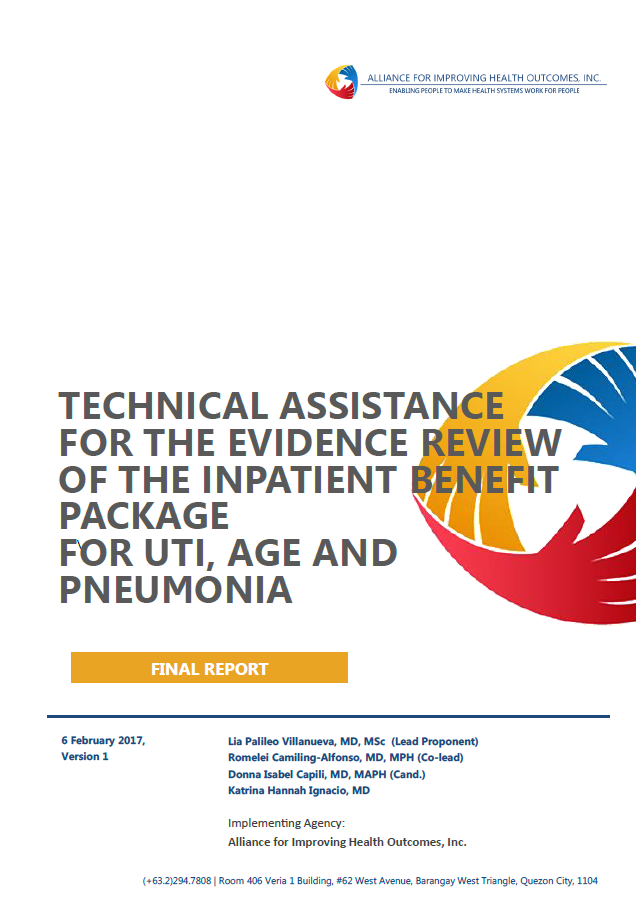 ALLIANCE FOR IMPROVING HEALTH OUTCOMES, INC.
ENABLING PEOPLE TO MAKE HEALTH SYSTEMS WORK FOR PEOPLE
TECHNICAL ASSISTANCE
FOR THE EVIDENCE REVIEW
OF THE INPATIENT BENEFIT
PACKAGE
FOR UTI, AGE AND
PNEUMONIA
FINAL REPORT
6 February 2017,
Version 1
Lia Palileo Villanueva, MD, MSc (Lead Proponent)
Romelei Camiling-Alfonso, MD, MPH (Co-lead)
Donna Isabel Capili, MD, MAPH (Cand.)
Katrina Hannah Ignacio, MD
Implementing Agency:
Alliance for Improving Health Outcomes, Inc.
(+63.2)294.7808 | Room 406 Veria 1 Building, #62 West Avenue, Barangay West Triangle, Quezon City, 1104